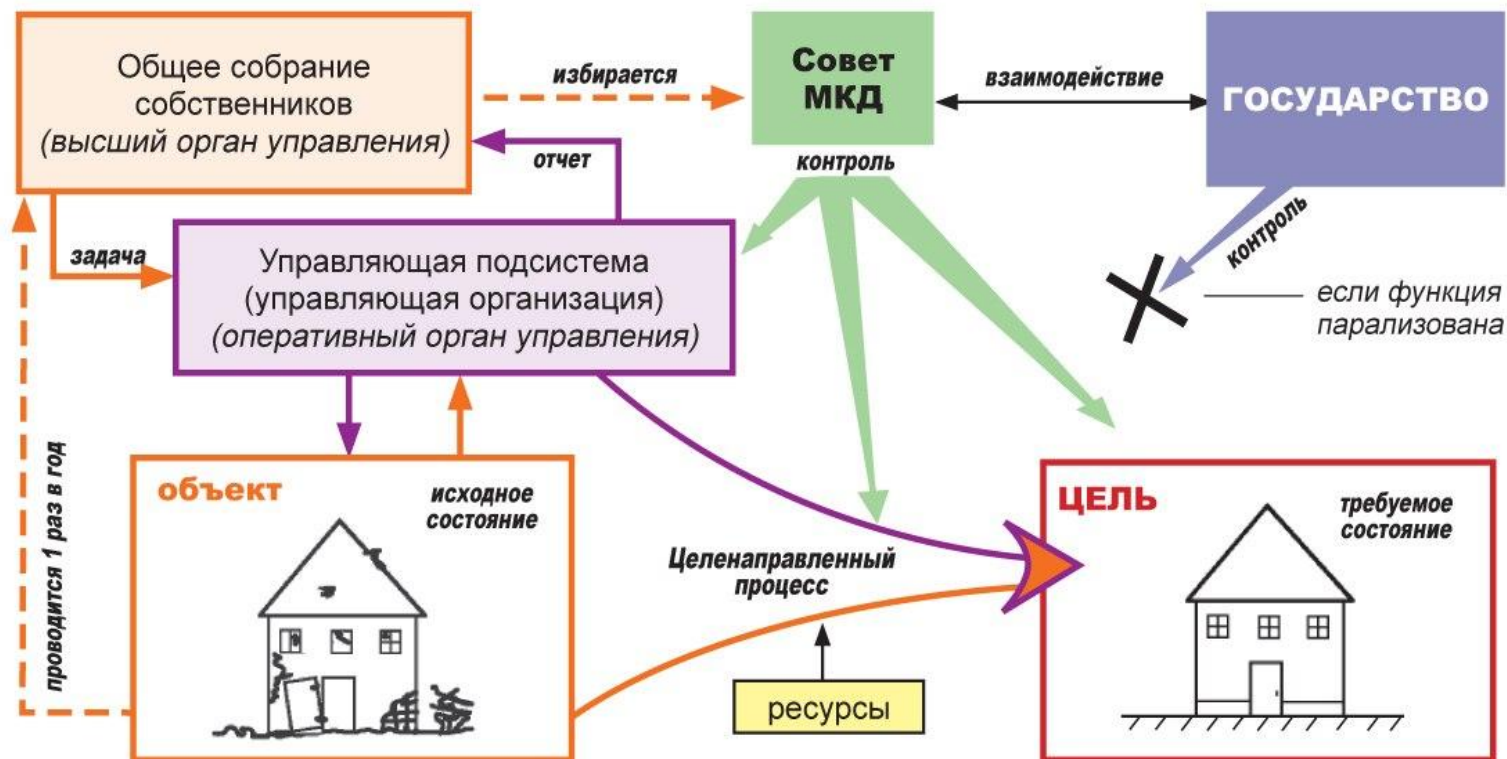 Общее собрание
собственников
(высший орган управления)
избирается
Совет
МКД
взаимодействие
ГОСУДАРСТВО
отчет
контроль
контроль
задача
Управляющая подсистема
(управляющая организация)
(оперативный орган управления)
если функция
парализована
проводится 1 раз в год
объект
исходное
состояние
Целенаправленный
процесс
ресурсы
ЦЕЛЬ
требуемое
состояние